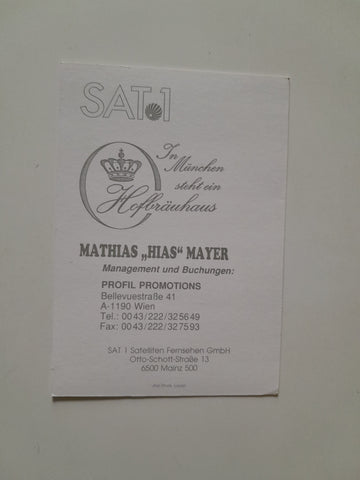 SAT.1
In
München
steht ein
Hofbräuhaus
MATHIAS „HIAS“ MAYER
Management und Buchungen:
PROFIL PROMOTIONS
Bellevuestraße 41
A-1190 Wien
Tel.: 0043/222/325649
Fax: 0043/222/327593
SAT 1 Satelliten Fernsehen GmbH
Otto-Schott-Straße 13
6500 Mainz 500